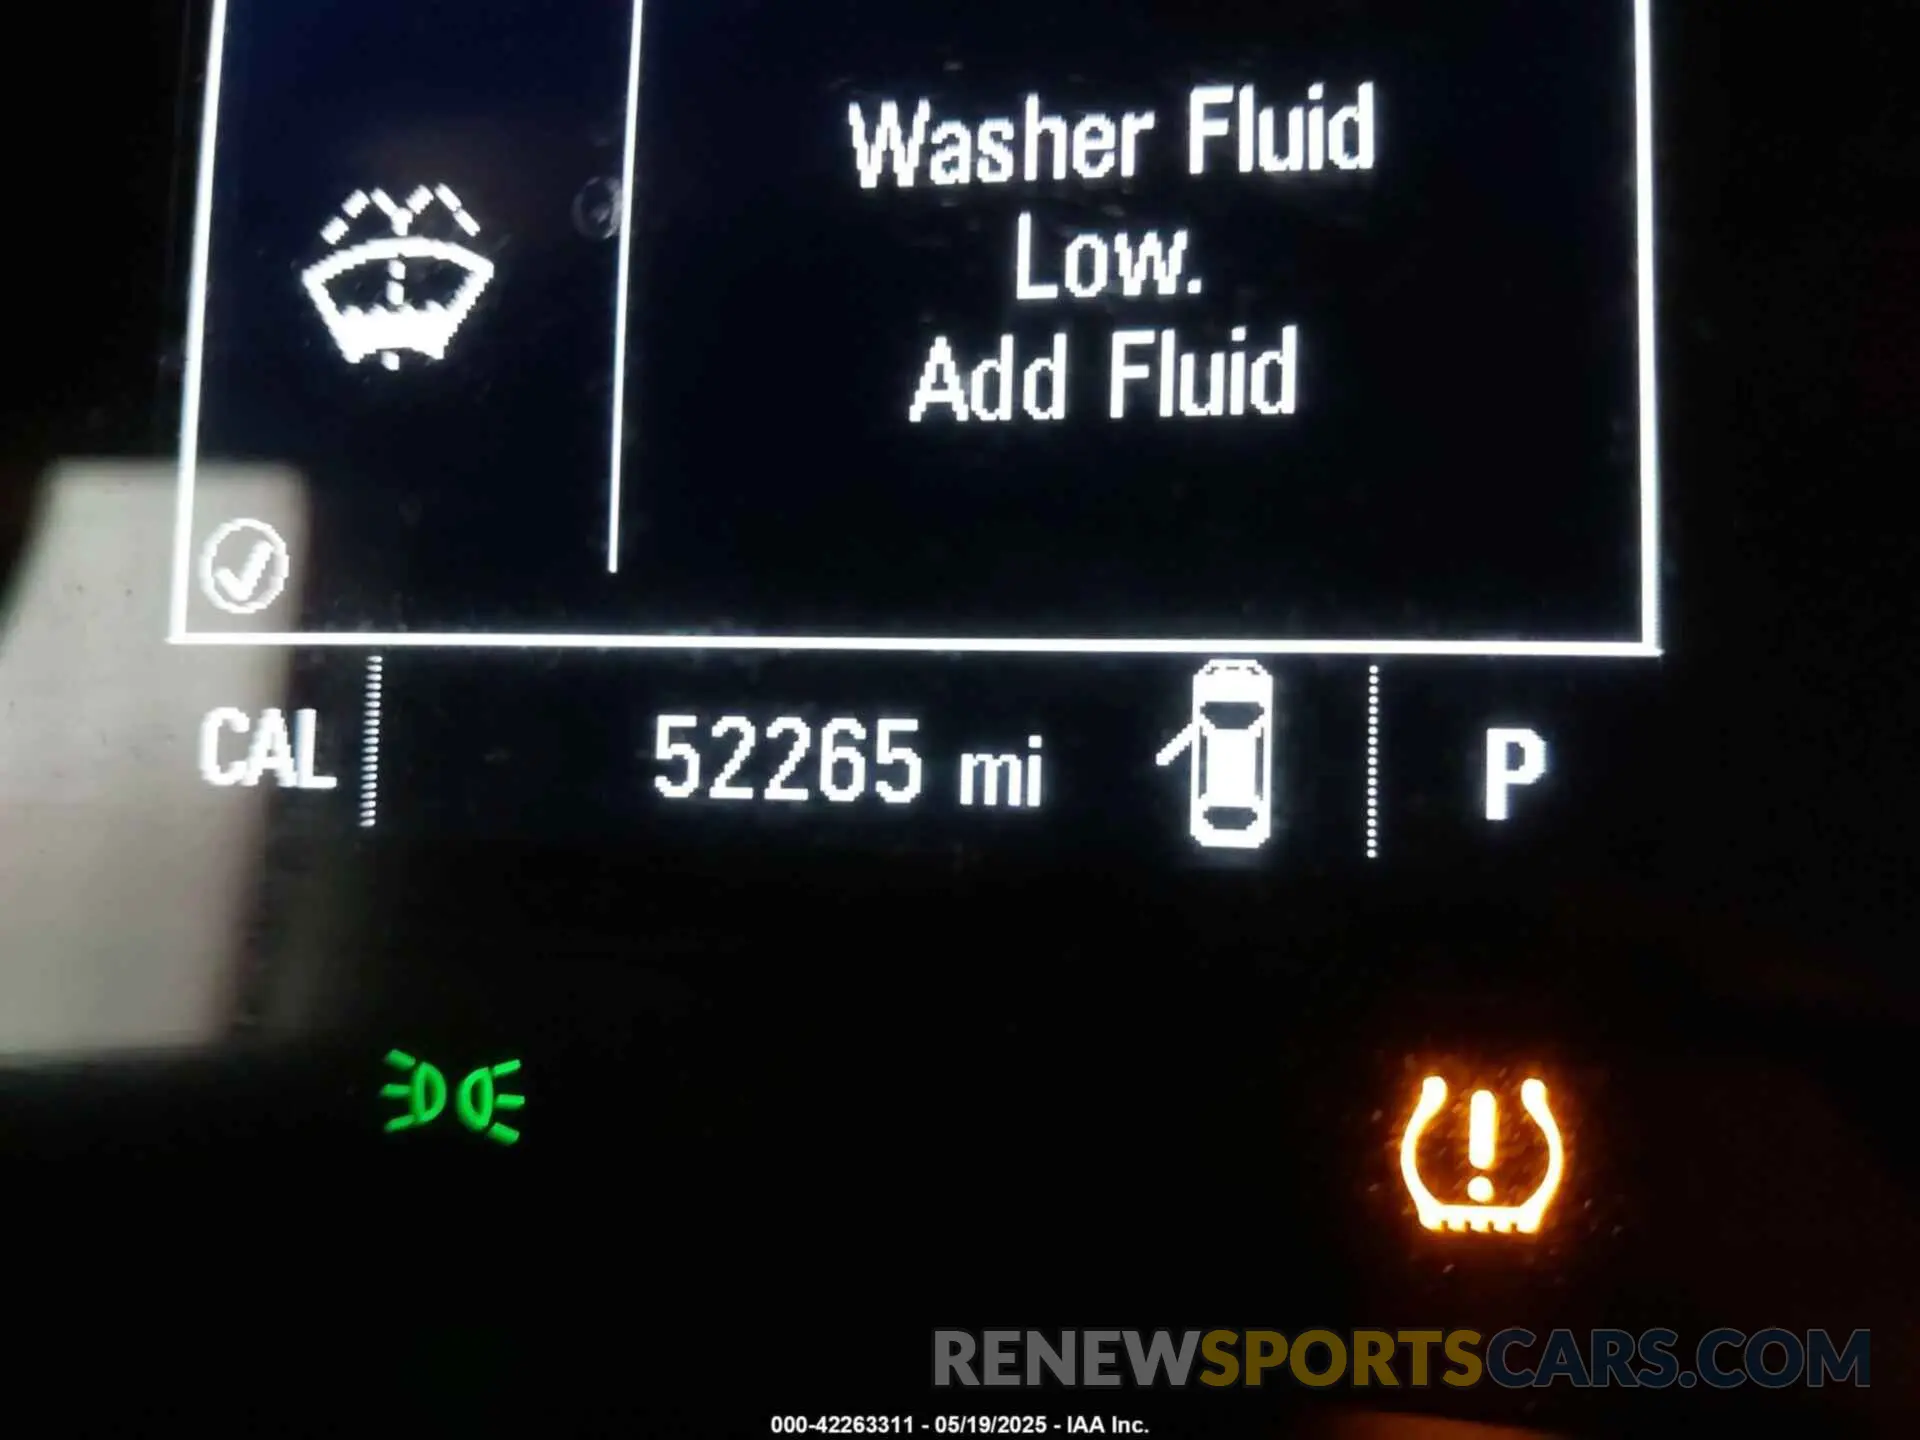 Washer Fluid
Low.
Add Fluid
CAL 52265 mi P
RENEWSPORTSCARS.COM
000-42263311 - 05/19/2025 - IAA Inc.